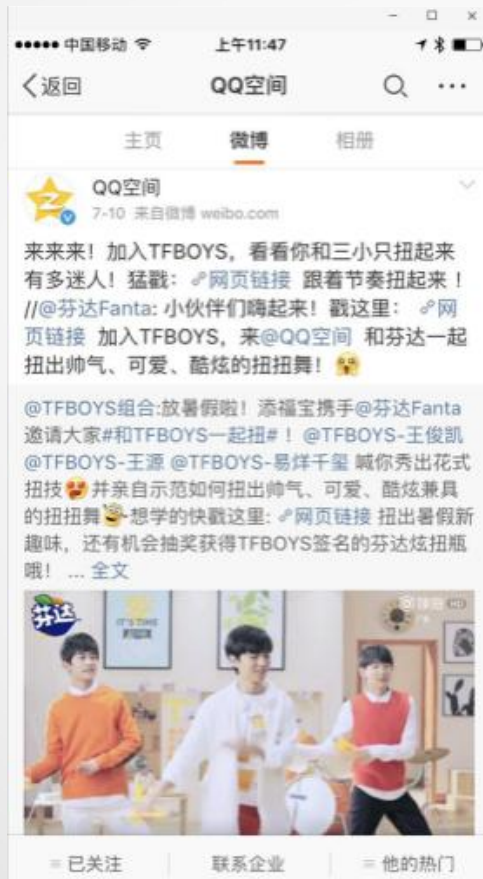 中国移动 上午11:47
返回 QQ空间
主页 微博 相册
QQ空间
7-10 来自微博 weibo.com
来来来！加入TFBOYS，看看你和三小只扭起来
有多迷人！猛戳： 网页链接 跟着节奏扭起来！
//@芬达Fanta: 小伙伴们嗨起来！戳这里： 网
页链接 加入TFBOYS，来@QQ空间 和芬达一起
扭出帅气、可爱、酷炫的扭扭舞！
@TFBOYS组合:放暑假啦！添福宝携手@芬达Fanta
邀请大家#和TFBOYS一起扭#！@TFBOYS-王俊凯
@TFBOYS-王源 @TFBOYS-易烊千玺 喊你秀出花式
扭技 并亲自示范如何扭出帅气、可爱、酷炫兼具
的扭扭舞 想学的快戳这里: 网页链接 扭出暑假新
趣味，还有机会抽奖获得TFBOYS签名的芬达炫扭瓶
哦！ ... 全文
芬达
IT'S TIME
HD
已关注 联系企业 他的热门